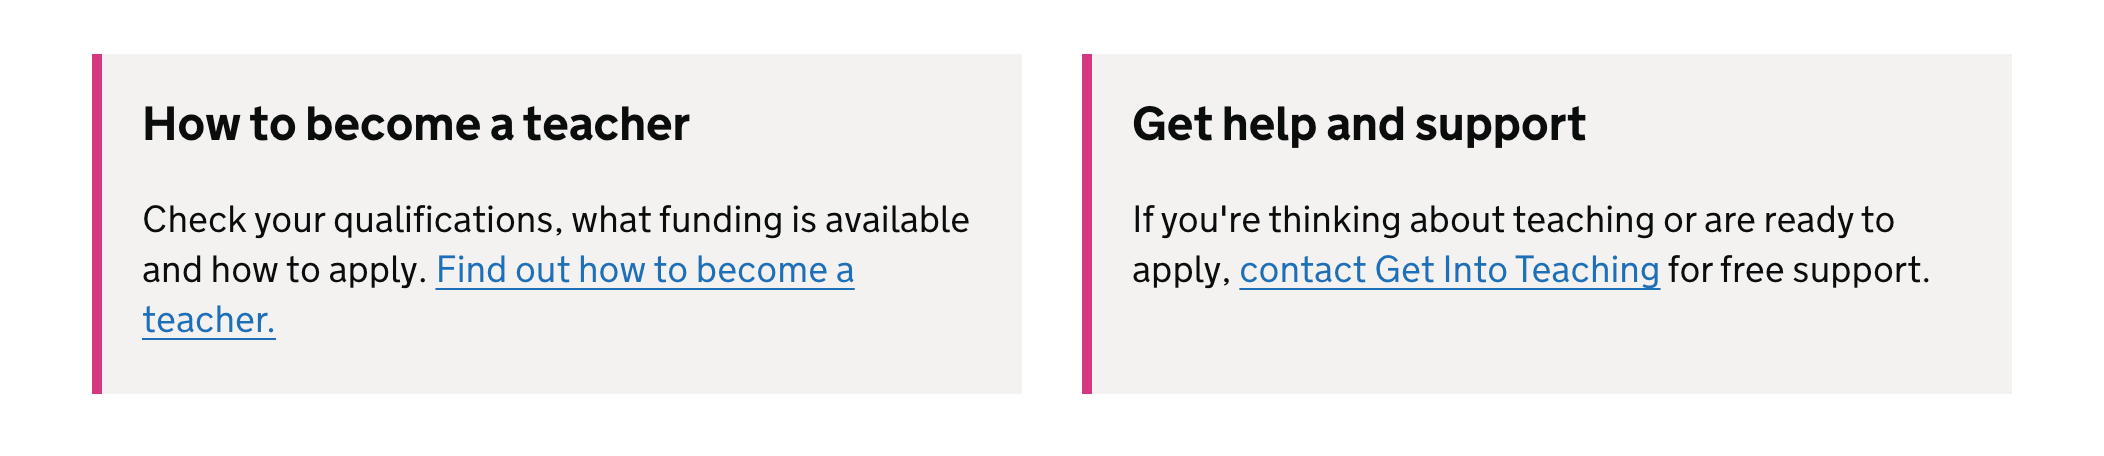 How to become a teacher
Check your qualifications, what funding is available
and how to apply. Find out how to become a
teacher.
Get help and support
If you're thinking about teaching or are ready to
apply, contact Get Into Teaching for free support.